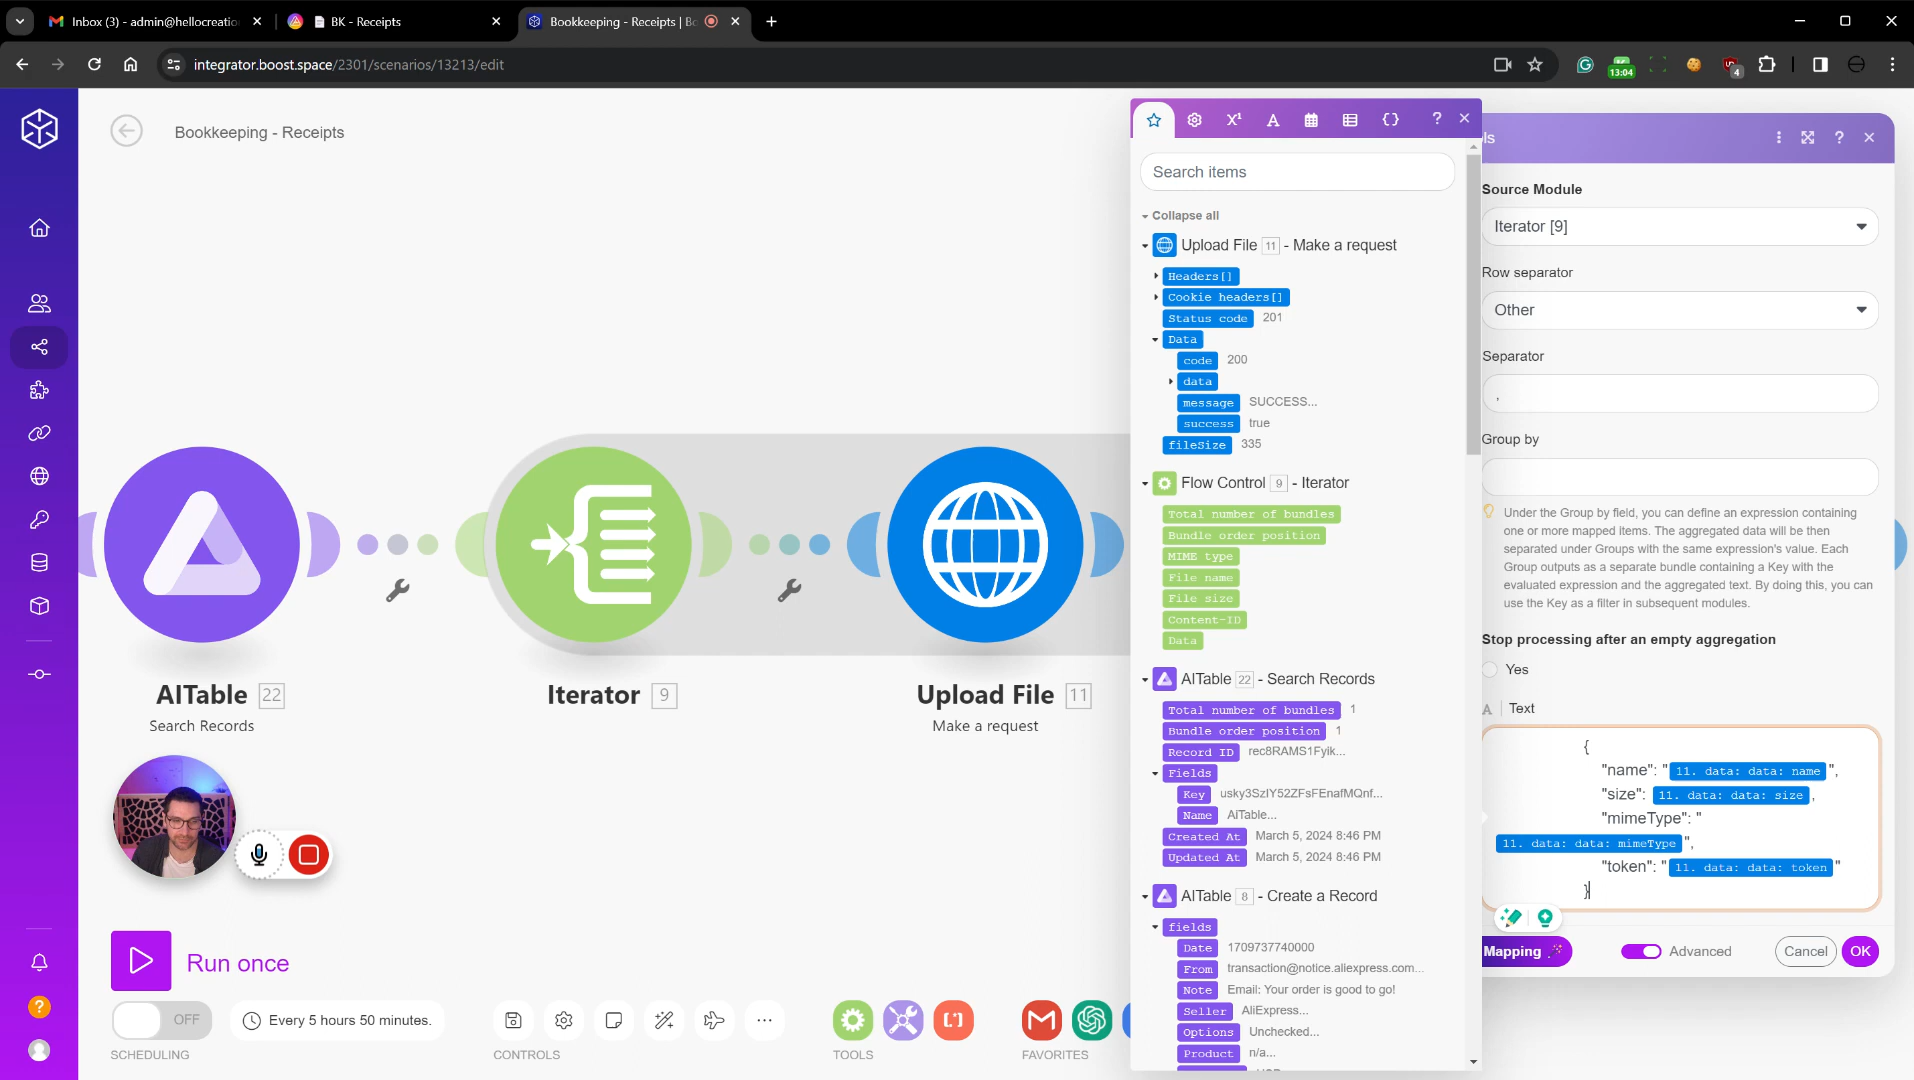 Inbox (3) - admin@hellocreatio
BK - Receipts
Bookkeeping - Receipts | Bo
integrator.boost.space/2301/scenarios/13213/edit
13:04
4
Bookkeeping - Receipts
AITable 22
Search Records
Iterator 9
Upload File 11
Make a request
Run once
OFF
Every 5 hours 50 minutes.
SCHEDULING
CONTROLS
TOOLS
FAVORITES
Search items
Collapse all
Upload File 11 - Make a request
Headers[]
Cookie headers[]
Status code 201
Data
code 200
data
message SUCCESS...
success true
fileSize 335
Flow Control 9 - Iterator
Total number of bundles
Bundle order position
MIME type
File name
File size
Content-ID
Data
AITable 22 - Search Records
Total number of bundles 1
Bundle order position 1
Record ID rec8RAMS1Fyik...
Fields
Key usky3SzIY52ZFsFEnafMQnf...
Name AITable...
Created At March 5, 2024 8:46 PM
Updated At March 5, 2024 8:46 PM
AITable 8 - Create a Record
fields
Date 1709737740000
From transaction@notice.aliexpress.com...
Note Email: Your order is good to go!
Seller AliExpress...
Options Unchecked...
Product n/a...
ls
Source Module
Iterator [9]
Row separator
Other
Separator
,
Group by
Under the Group by field, you can define an expression containing
one or more mapped items. The aggregated data will be then
separated under Groups with the same expression's value. Each
Group outputs as a separate bundle containing a Key with the
evaluated expression and the aggregated text. By doing this, you can
use the Key as a filter in subsequent modules.
Stop processing after an empty aggregation
Yes
A Text
{
"name": "11. data: data: name",
"size": 11. data: data: size,
"mimeType": "
11. data: data: mimeType",
"token": "11. data: data: token"
}
Mapping
Advanced
Cancel
OK